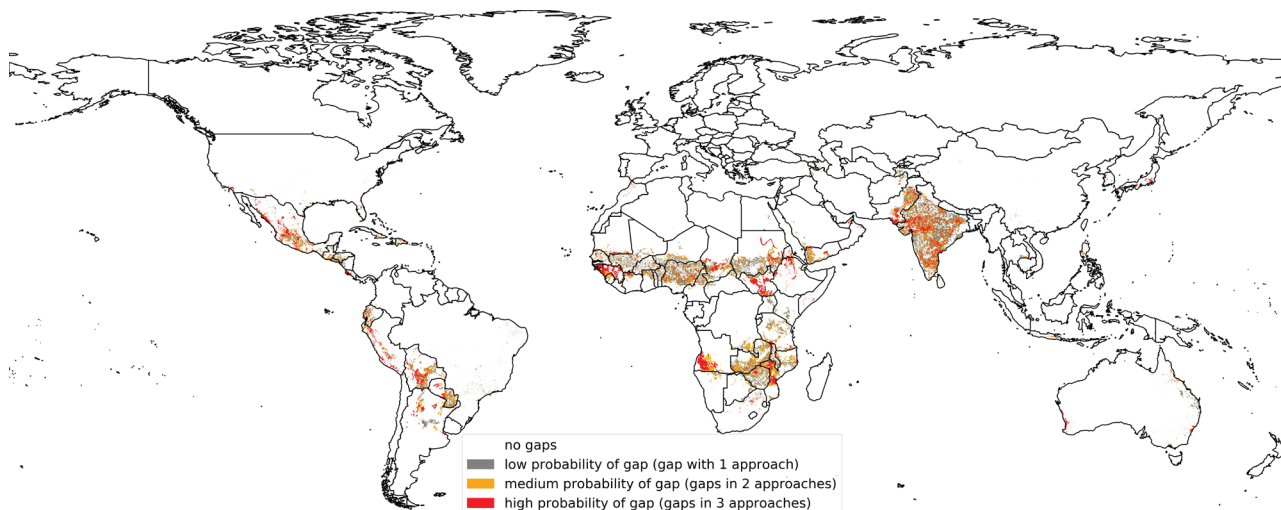 no gaps
low probability of gap (gap with 1 approach)
medium probability of gap (gaps in 2 approaches)
high probability of gap (gaps in 3 approaches)